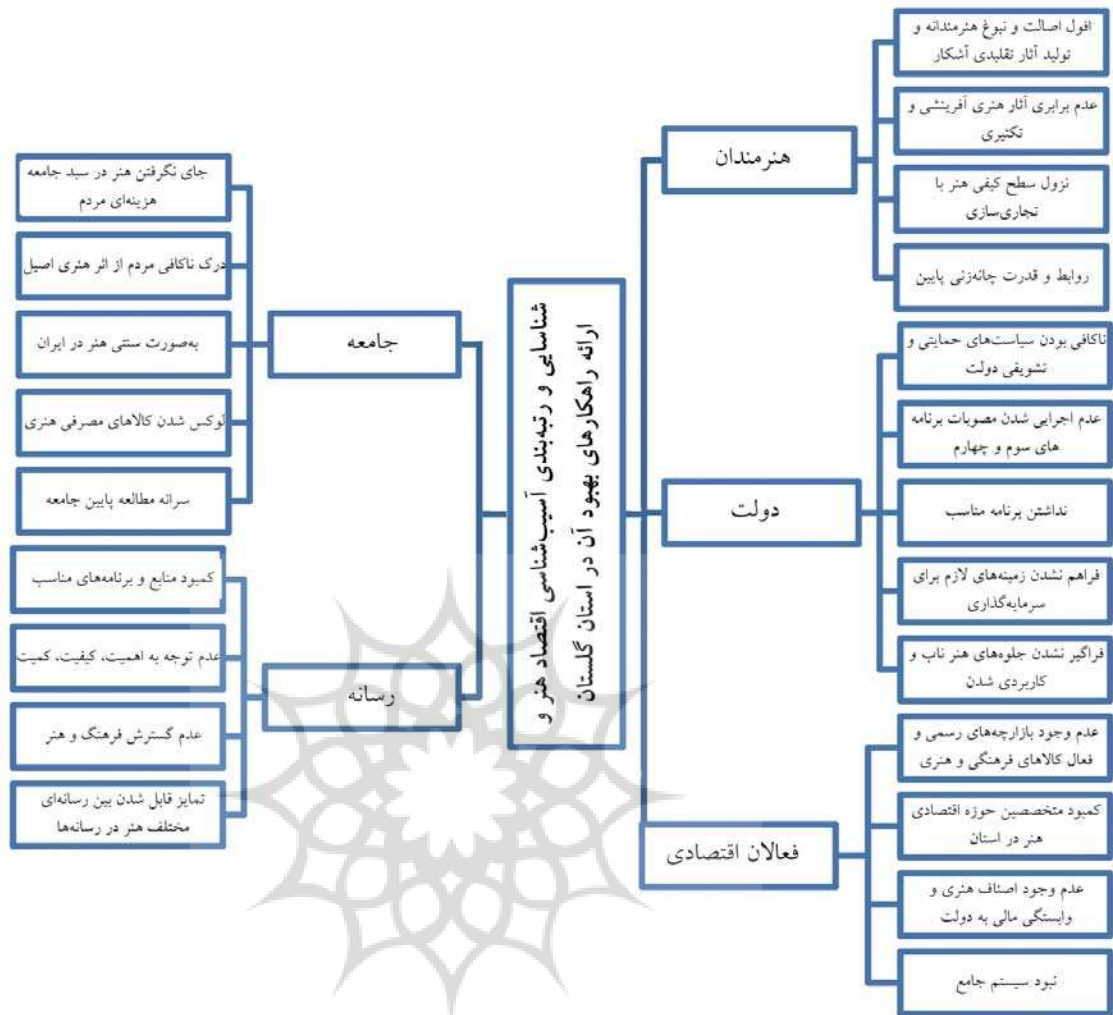 شناسایی و رتبه‌بندی آسیب‌شناسی اقتصاد هنر و
ارائه راهکارهای بهبود آن در استان گلستان
هنرمندان
افول اصالت و نبوغ هنرمندانه و
تولید آثار تقلیدی آشکار
عدم برابری آثار هنری آفرینشی و
تکثیری
نزول سطح کیفی هنر با
تجاری‌سازی
روابط و قدرت چانه‌زنی پایین
دولت
ناکافی بودن سیاست‌های حمایتی و
تشویقی دولت
عدم اجرایی شدن مصوبات برنامه
های سوم و چهارم
نداشتن برنامه مناسب
فراهم نشدن زمینه‌های لازم برای
سرمایه‌گذاری
فراگیر نشدن جلوه‌های هنر ناب و
کاربردی شدن
فعالان اقتصادی
عدم وجود بازارچه‌های رسمی و
فعال کالاهای فرهنگی و هنری
کمبود متخصصین حوزه اقتصادی
هنر در استان
عدم وجود اصناف هنری و
وابستگی مالی به دولت
نبود سیستم جامع
جامعه
جای نگرفتن هنر در سبد جامعه
هزینه‌ای مردم
درک ناکافی مردم از اثر هنری اصیل
به‌صورت سنتی هنر در ایران
لوکس شدن کالاهای مصرفی هنری
سرانه مطالعه پایین جامعه
رسانه
کمبود منابع و برنامه‌های مناسب
عدم توجه به اهمیت، کیفیت، کمیت
عدم گسترش فرهنگ و هنر
تمایز قابل شدن بین رسانه‌ای
مختلف هنر در رسانه‌ها